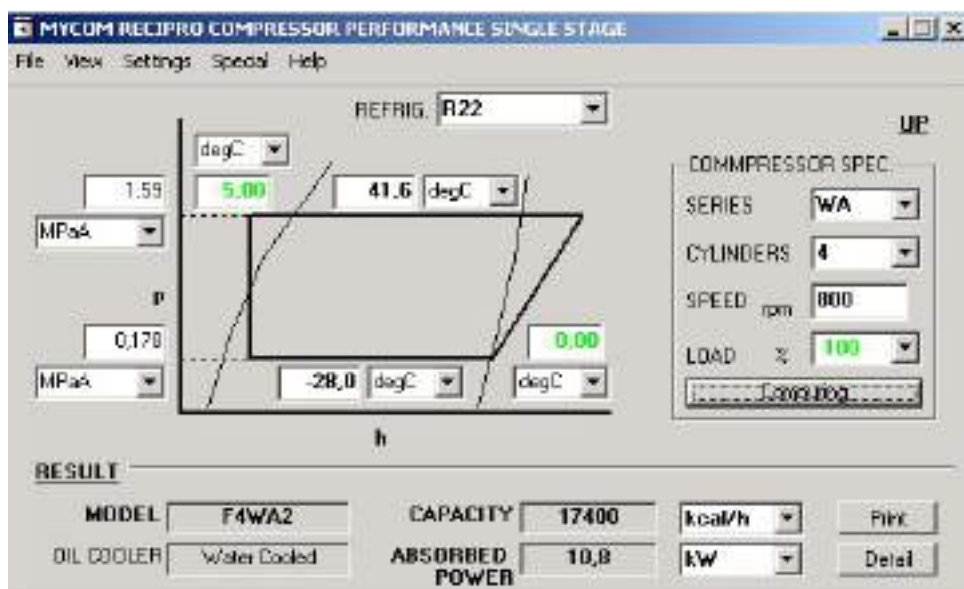 MYCOM RECIPRO COMPRESSOR PERFORMANCE SINGLE STAGE
File View Settings Special Help
REFRIG. R22
UP
degC
COMMPRESSOR SPEC.
1.59 5,00 41,6 degC
SERIES WA
MPaA
CYLINDERS 4
P
SPEED rpm 800
0,178 0,00
LOAD % 100
MPaA -28,0 degC degC
Computing
h
RESULT
MODEL F4WA2 CAPACITY 17400 kcal/h Print
OIL COOLER Water Cooled ABSORBED POWER 10,8 kW Detail